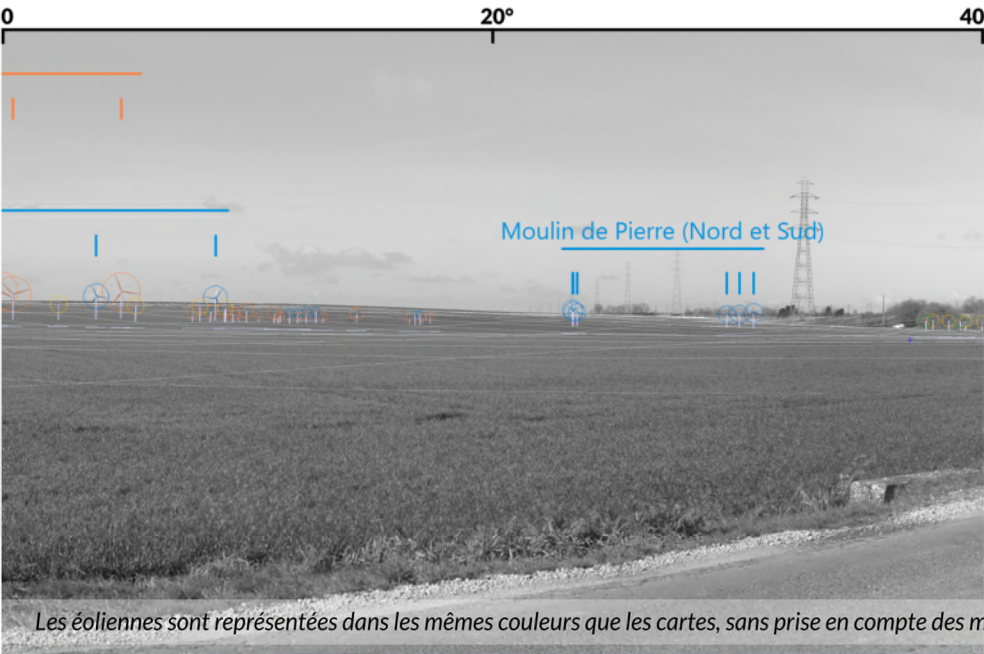 0 20° 40
Moulin de Pierre (Nord et Sud)
Les éoliennes sont représentées dans les mêmes couleurs que les cartes, sans prise en compte des m